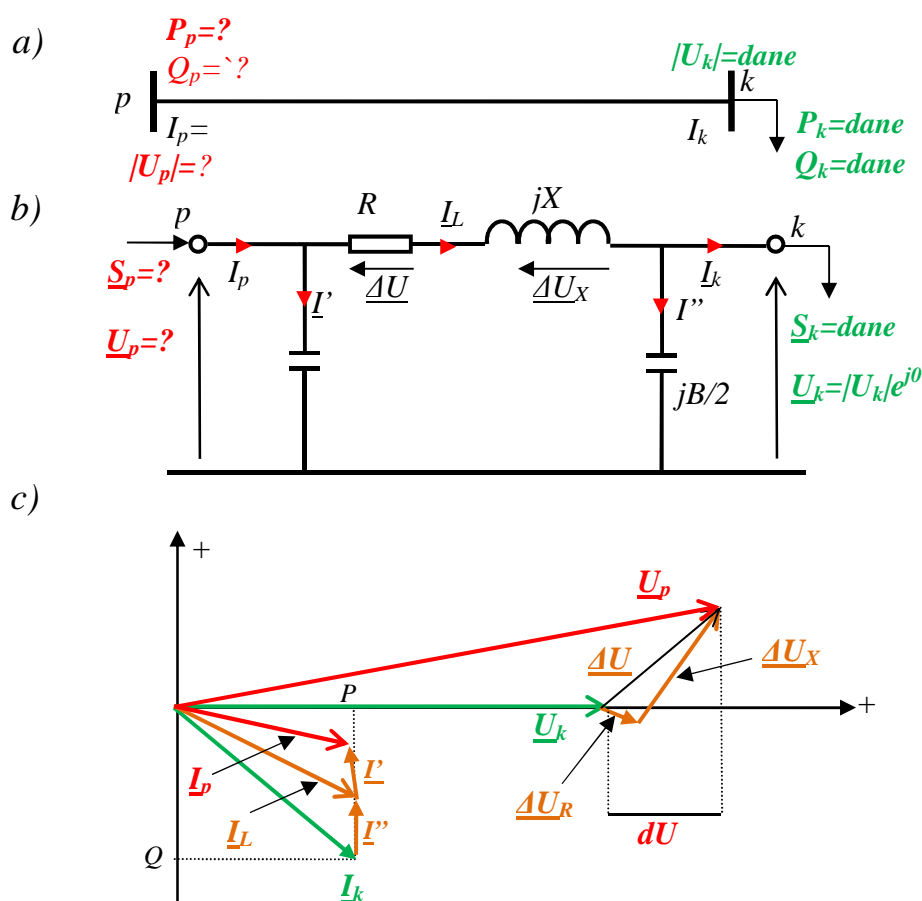 a)
P_p=?
Q_p=`?
|U_k|=dane
p
k
I_p=
I_k
P_k=dane
|U_p|=?
Q_k=dane
b)
p
R
I_L
jX
k
S_p=?
I_p
ΔU
ΔU_X
I_k
I'
I''
S_k=dane
U_p=?
jB/2
U_k=|U_k|e^{j0}
c)
+
U_p
ΔU
ΔU_X
P
+
U_k
I_p
I'
ΔU_R
I_L
I''
dU
Q
I_k